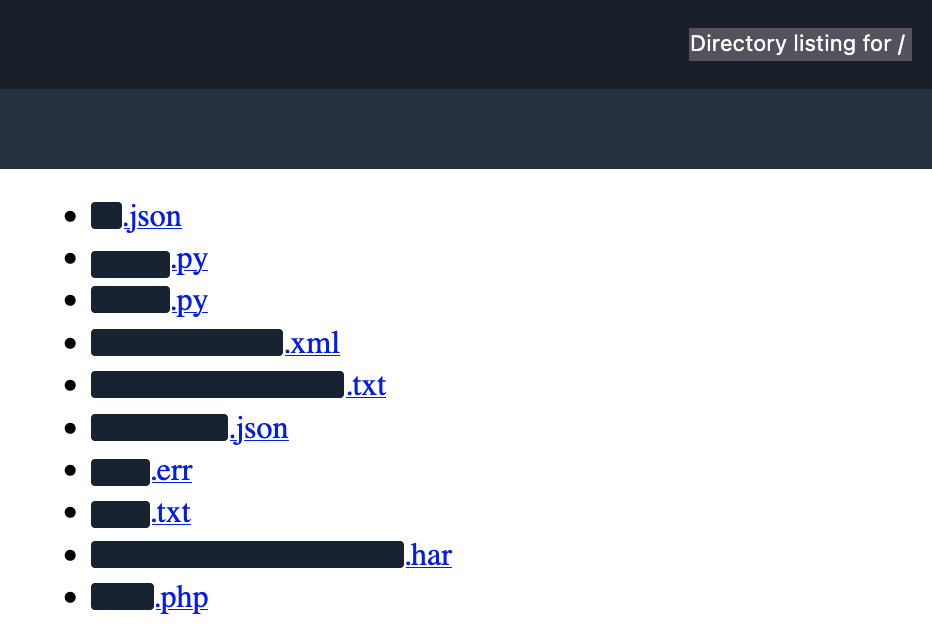 Directory listing for /
.json
.py
.py
.xml
.txt
.json
.err
.txt
.har
.php